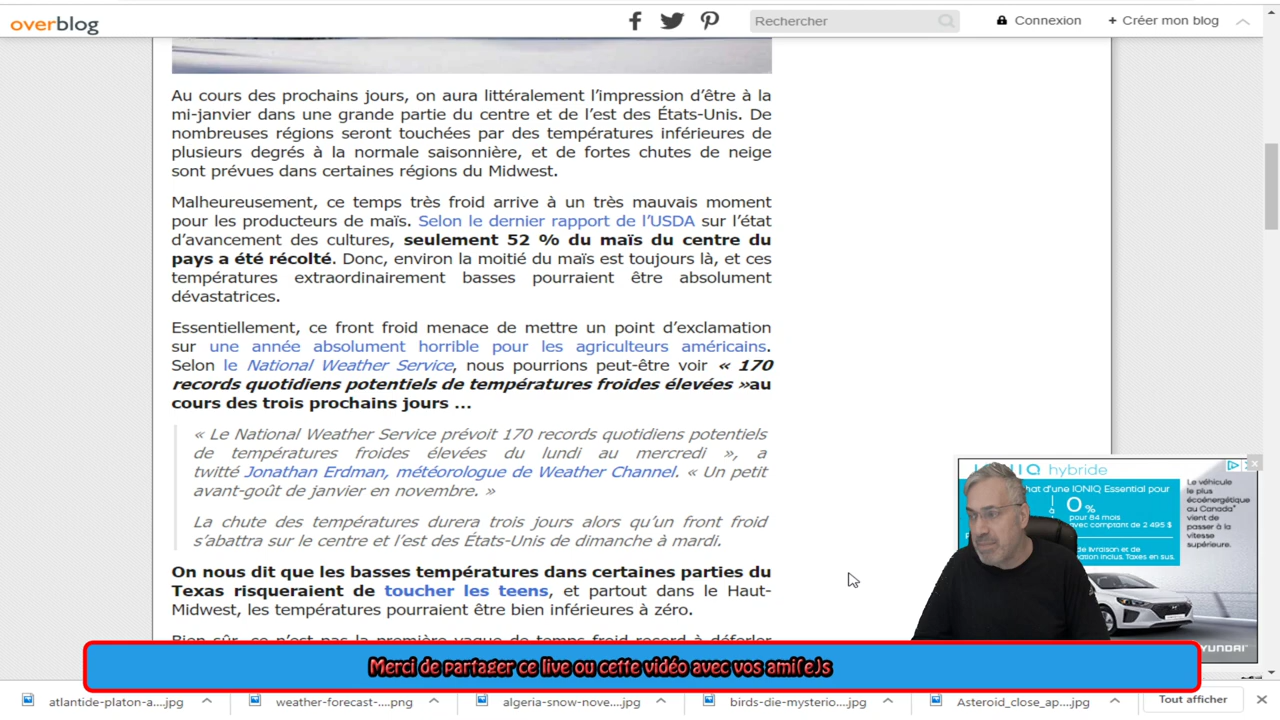 overblog
Rechercher
Connexion
+ Créer mon blog
Au cours des prochains jours, on aura littéralement l’impression d’être à la
mi-janvier dans une grande partie du centre et de l’est des États-Unis. De
nombreuses régions seront touchées par des températures inférieures de
plusieurs degrés à la normale saisonnière, et de fortes chutes de neige
sont prévues dans certaines régions du Midwest.
Malheureusement, ce temps très froid arrive à un très mauvais moment
pour les producteurs de maïs. Selon le dernier rapport de l’USDA sur l’état
d’avancement des cultures, seulement 52 % du maïs du centre du
pays a été récolté. Donc, environ la moitié du maïs est toujours là, et ces
températures extraordinairement basses pourraient être absolument
dévastatrices.
Essentiellement, ce front froid menace de mettre un point d’exclamation
sur une année absolument horrible pour les agriculteurs américains.
Selon le National Weather Service, nous pourrions peut-être voir « 170
records quotidiens potentiels de températures froides élevées »au
cours des trois prochains jours …
« Le National Weather Service prévoit 170 records quotidiens potentiels
de températures froides élevées du lundi au mercredi », a
twitté Jonathan Erdman, météorologue de Weather Channel. « Un petit
avant-goût de janvier en novembre. »
La chute des températures durera trois jours alors qu’un front froid
s’abattra sur le centre et l’est des États-Unis de dimanche à mardi.
On nous dit que les basses températures dans certaines parties du
Texas risqueraient de toucher les teens, et partout dans le Haut-
Midwest, les températures pourraient être bien inférieures à zéro.
Bien sûr, ce n’est pas la première vague de temps froid record à déferler
IONIQ hybride
hat d'une IONIQ Essential pour
0%
pour 84 mois
avec comptant de 2 495 $
de livraison et de
inclus. Taxes en sus.
Le véhicule
le plus
écoénergétique
au Canada
vient de
passer à la
vitesse
supérieure.
HYUNDAI
Merci de partager ce live ou cette vidéo avec vos ami(e)s
atlantide-platon-a....jpg
weather-forecast-....png
algeria-snow-nove....jpg
birds-die-mysterio....jpg
Asteroid_close_ap....jpg
Tout afficher